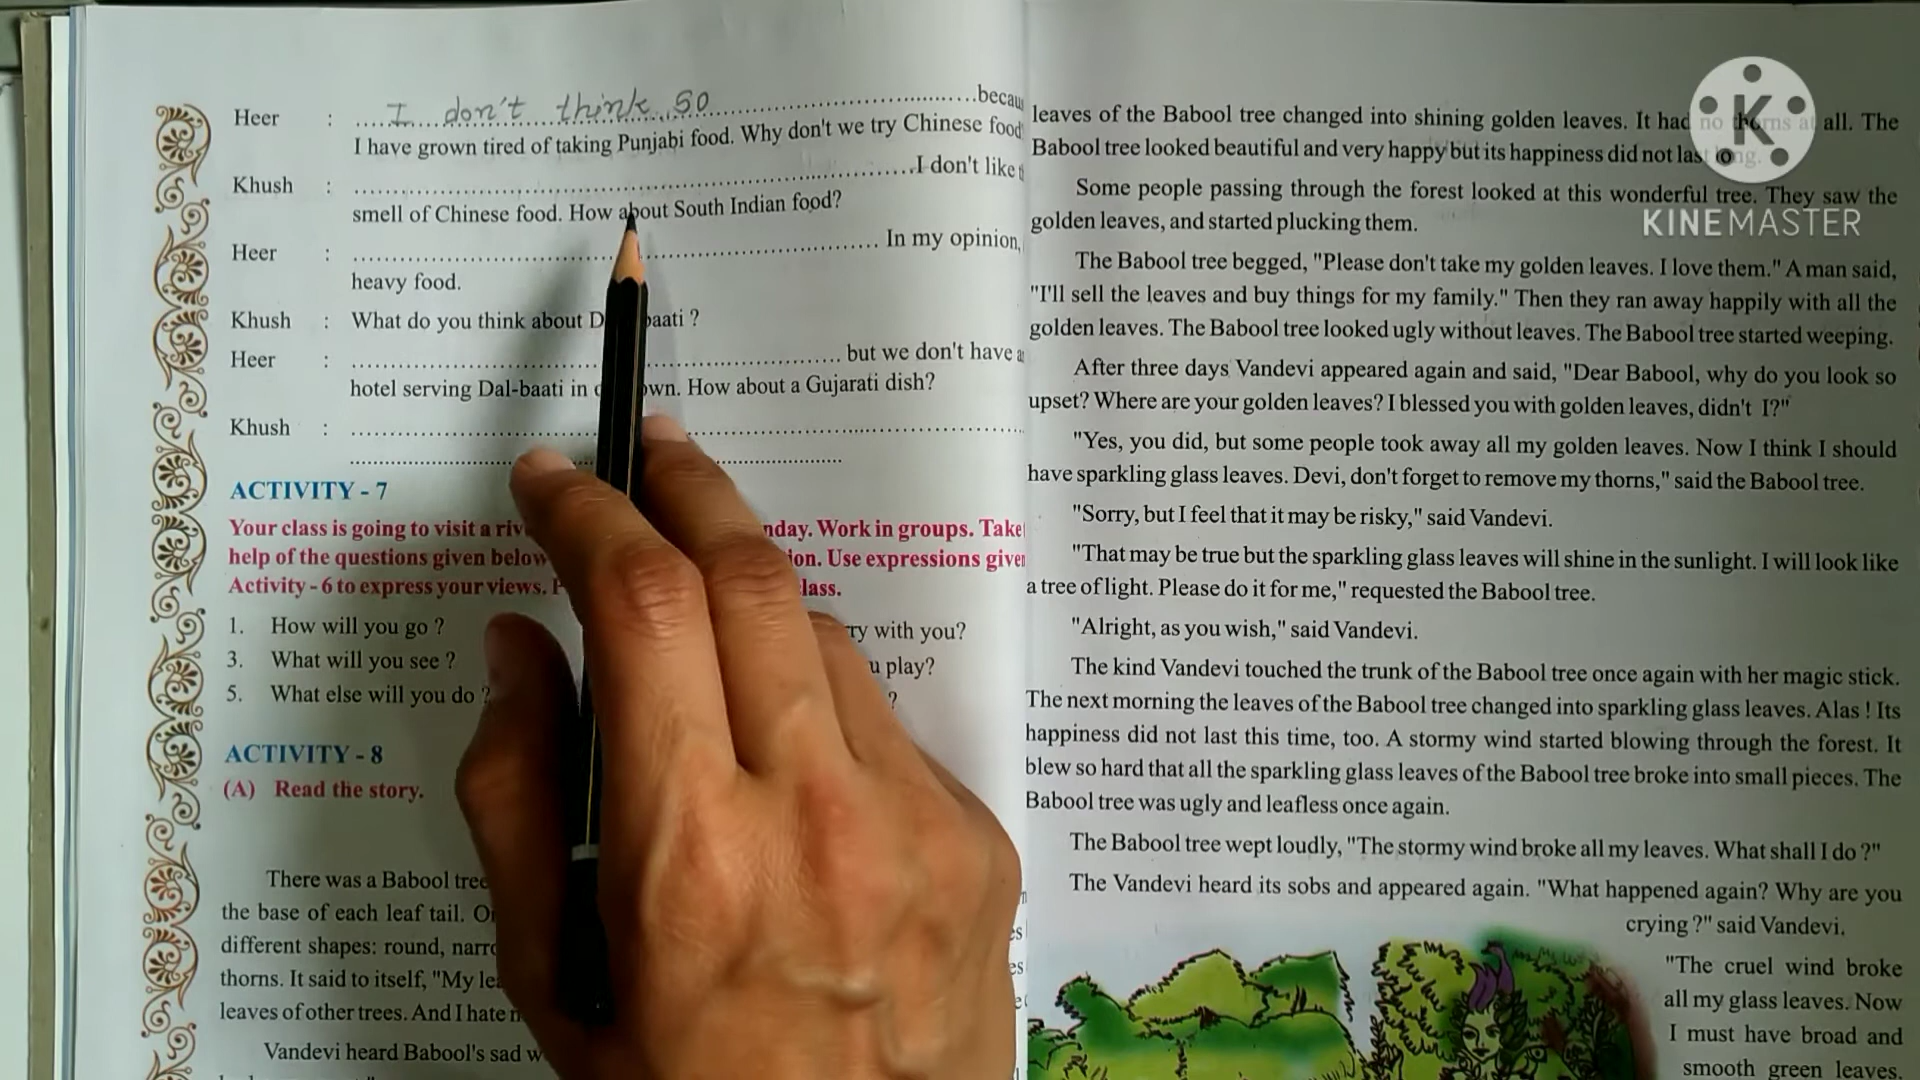 Heer : I don't think so
I have grown tired of taking Punjabi food. Why don't we try Chinese food
Khush : I don't like
smell of Chinese food. How about South Indian food?
Heer : In my opinion,
heavy food.
Khush : What do you think about
Heer : but we don't have
hotel serving Dal-baati in How about a Gujarati dish?
Khush :
ACTIVITY - 7
Your class is going to visit a Work in groups. Take
help of the questions given below Use expressions given
Activity - 6 to express your views.
1. How will you go ? with you?
3. What will you see ? play?
5. What else will you do ? ?
ACTIVITY - 8
(A) Read the story.
There was a Babool tree
the base of each leaf tail.
different shapes: round,
thorns. It said to itself, "My
leaves of other trees. And I hate
Vandevi heard Babool's sad
leaves of the Babool tree changed into shining golden leaves. It had no thorns at all. The
Babool tree looked beautiful and very happy but its happiness did not last long.
Some people passing through the forest looked at this wonderful tree. They saw the
golden leaves, and started plucking them.
The Babool tree begged, "Please don't take my golden leaves. I love them." A man said,
"I'll sell the leaves and buy things for my family." Then they ran away happily with all the
golden leaves. The Babool tree looked ugly without leaves. The Babool tree started weeping.
After three days Vandevi appeared again and said, "Dear Babool, why do you look so
upset? Where are your golden leaves? I blessed you with golden leaves, didn't I?"
"Yes, you did, but some people took away all my golden leaves. Now I think I should
have sparkling glass leaves. Devi, don't forget to remove my thorns," said the Babool tree.
"Sorry, but I feel that it may be risky," said Vandevi.
"That may be true but the sparkling glass leaves will shine in the sunlight. I will look like
a tree of light. Please do it for me," requested the Babool tree.
"Alright, as you wish," said Vandevi.
The kind Vandevi touched the trunk of the Babool tree once again with her magic stick.
The next morning the leaves of the Babool tree changed into sparkling glass leaves. Alas ! Its
happiness did not last this time, too. A stormy wind started blowing through the forest. It
blew so hard that all the sparkling glass leaves of the Babool tree broke into small pieces. The
Babool tree was ugly and leafless once again.
The Babool tree wept loudly, "The stormy wind broke all my leaves. What shall I do ?"
The Vandevi heard its sobs and appeared again. "What happened again? Why are you
crying ?" said Vandevi.
"The cruel wind broke
all my glass leaves. Now
I must have broad and
smooth green leaves.
K
KINEMASTER